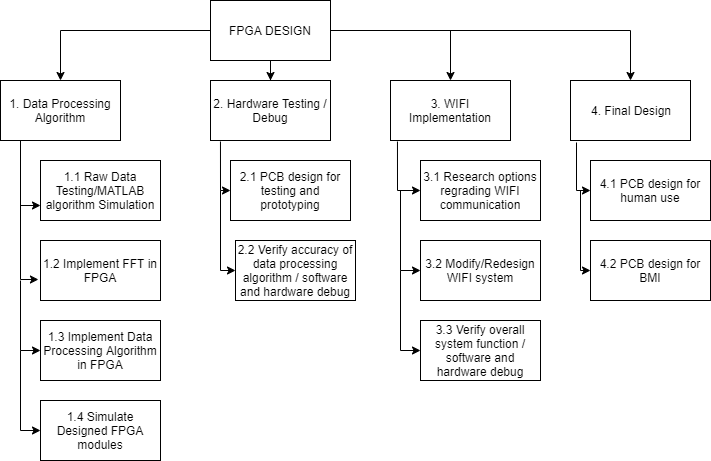 FPGA DESIGN
1. Data Processing
Algorithm
2. Hardware Testing /
Debug
3. WIFI
Implementation
4. Final Design
1.1 Raw Data
Testing/MATLAB
algorithm Simulation
2.1 PCB design for
testing and
prototyping
3.1 Research options
regrading WIFI
communication
4.1 PCB design for
human use
1.2 Implement FFT in
FPGA
2.2 Verify accuracy of
data processing
algorithm / software
and hardware debug
3.2 Modify/Redesign
WIFI system
4.2 PCB design for
BMI
1.3 Implement Data
Processing Algorithm
in FPGA
3.3 Verify overall
system function /
software and
hardware debug
1.4 Simulate
Designed FPGA
modules